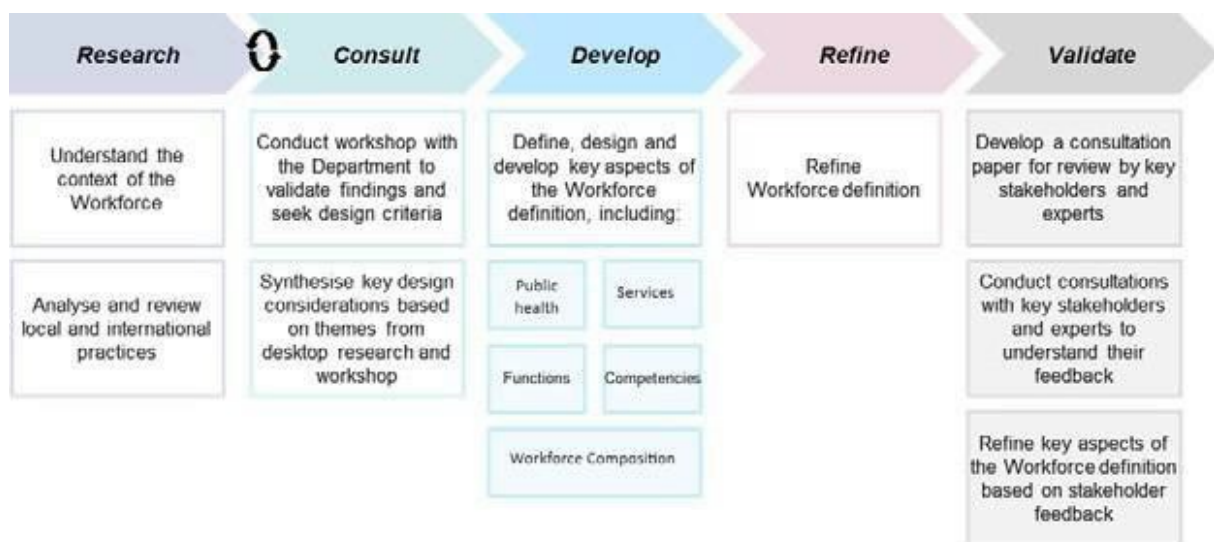 Research
Consult
Develop
Refine
Validate
Understand the
context of the
Workforce
Analyse and review
local and international
practices
Conduct workshop with
the Department to
validate findings and
seek design criteria
Synthesise key design
considerations based
on themes from
desktop research and
workshop
Define, design and
develop key aspects of
the Workforce
definition, including:
Public
health
Services
Functions
Competencies
Workforce Composition
Refine
Workforce definition
Develop a consultation
paper for review by key
stakeholders and
experts
Conduct consultations
with key stakeholders
and experts to
understand their
feedback
Refine key aspects of
the Workforce definition
based on stakeholder
feedback